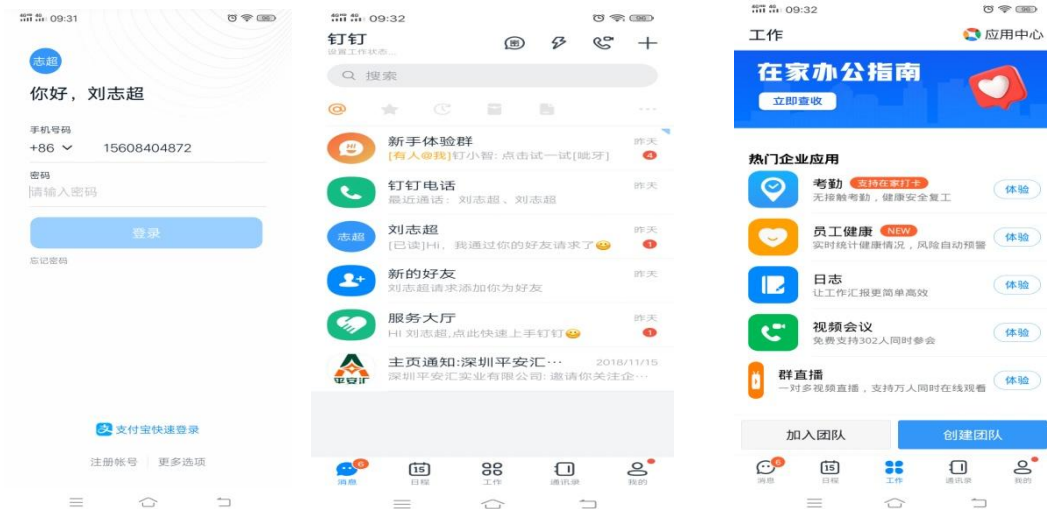 09:31
志超
你好，刘志超
手机号码
+86 15608404872
密码
请输入密码
登录
忘记密码
支付宝快速登录
注册帐号 更多选项
09:32
钉钉
设置工作状态...
搜索
新手体验群 昨天
[有人@我]钉小智: 点击试一试[呲牙] 4
钉钉电话 昨天
最近通话: 刘志超、刘志超
志超
刘志超 昨天
[已读]Hi、我通过你的好友请求了 1
新的好友 昨天
刘志超请求添加你为好友
服务大厅 昨天
HI 刘志超,点此快速上手钉钉 1
平安汇
主页通知:深圳平安汇··· 2018/11/15
深圳平安汇实业有限公司: 邀请你关注企···
6
15
消息 日程 工作 通讯录 我的
09:32
工作 应用中心
在家办公指南
立即查收
热门企业应用
考勤 支持在家打卡
无接触考勤，健康安全复工
体验
员工健康 NEW
实时统计健康情况，风险自动预警
体验
日志
让工作汇报更简单高效
体验
视频会议
免费支持302人同时参会
体验
群直播
一对多视频直播，支持万人同时在线观看
体验
加入团队 创建团队
6
15
消息 日程 工作 通讯录 我的